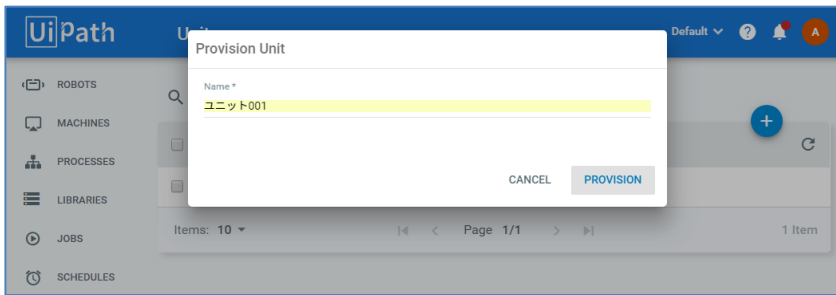 UiPath
Default
?
A
Provision Unit
Name *
ユニット001
CANCEL
PROVISION
ROBOTS
MACHINES
PROCESSES
LIBRARIES
JOBS
SCHEDULES
Items: 10
Page 1/1
1 Item